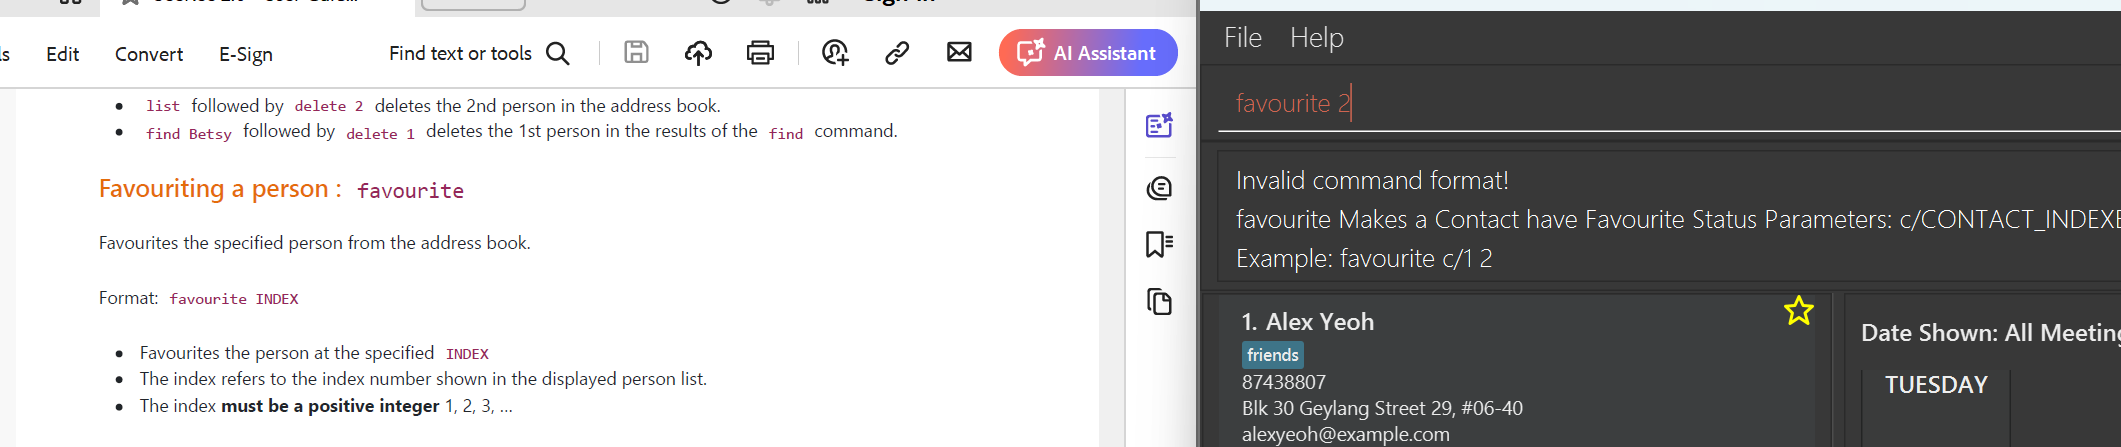 Edit Convert E-Sign Find text or tools AI Assistant
list followed by delete 2 deletes the 2nd person in the address book.
find Betsy followed by delete 1 deletes the 1st person in the results of the find command.
Favouriting a person : favourite
Favourites the specified person from the address book.
Format: favourite INDEX
Favourites the person at the specified INDEX
The index refers to the index number shown in the displayed person list.
The index must be a positive integer 1, 2, 3, ...
File Help
favourite 2
Invalid command format!
favourite Makes a Contact have Favourite Status Parameters: c/CONTACT_INDEXE
Example: favourite c/1 2
1. Alex Yeoh
friends
87438807
Blk 30 Geylang Street 29, #06-40
alexyeoh@example.com
Date Shown: All Meeting
TUESDAY